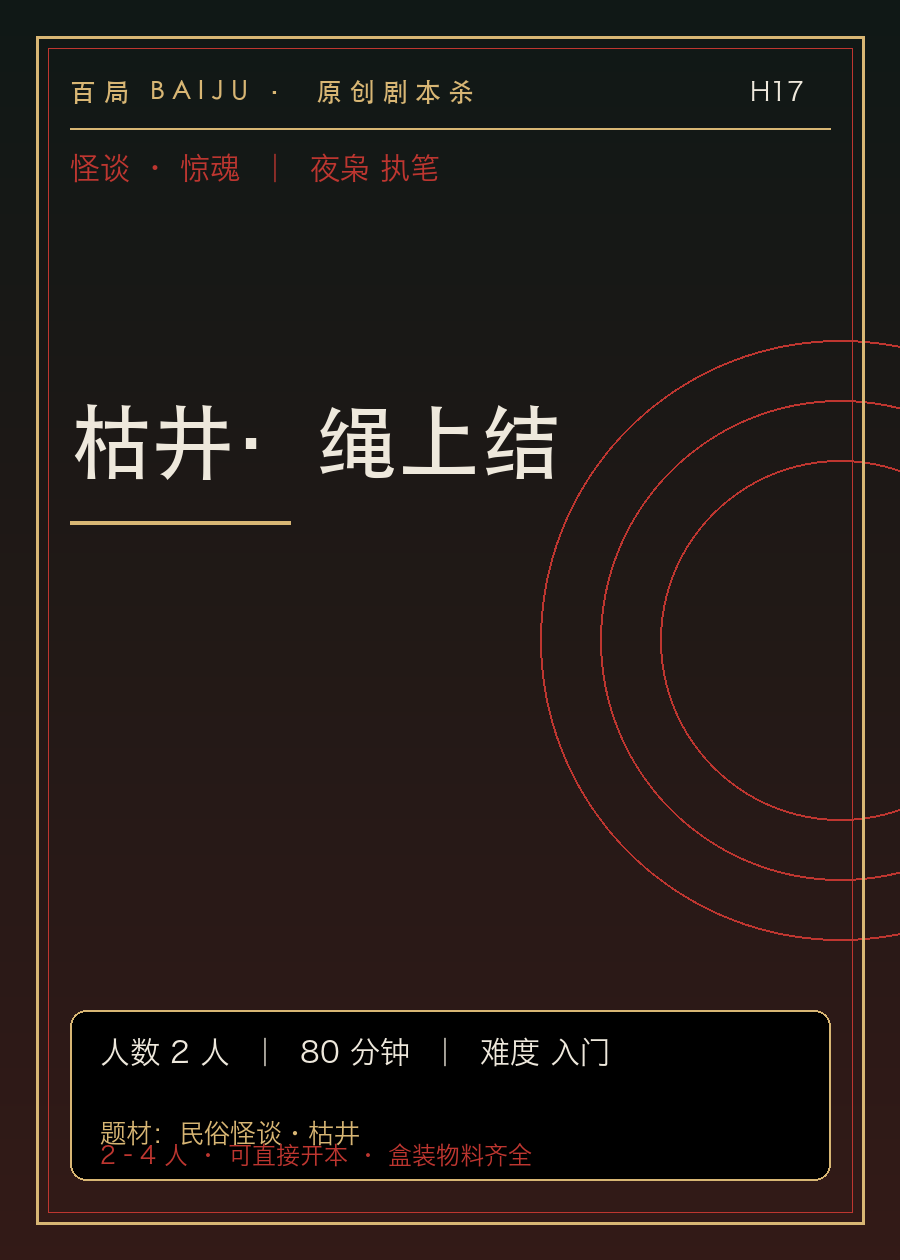 百局 BAIJU · 原创剧本杀 H17
怪谈 · 惊魂 ｜ 夜枭 执笔
枯井· 绳上结
人数 2 人 ｜ 80 分钟 ｜ 难度 入门
题材：民俗怪谈·枯井
2-4 人 · 可直接开本 · 盒装物料齐全